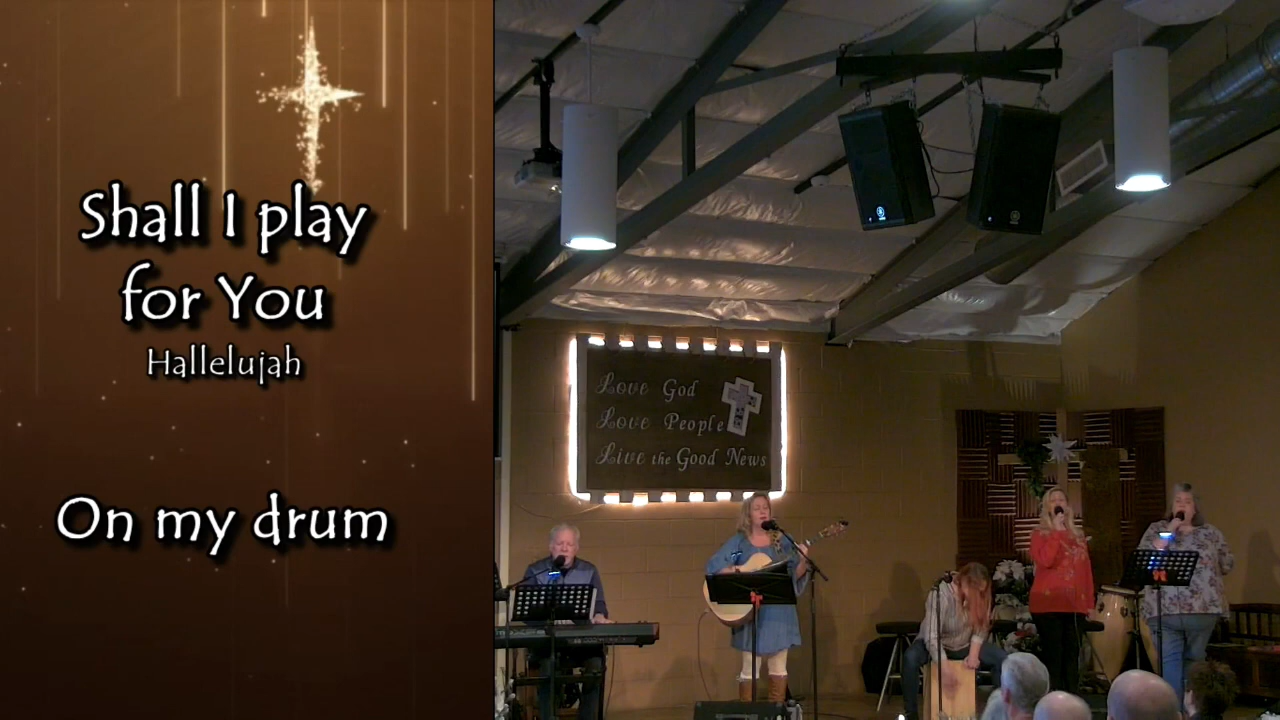 Shall I play
for You
Hallelujah
On my drum
Love God
Love People
Live the Good News